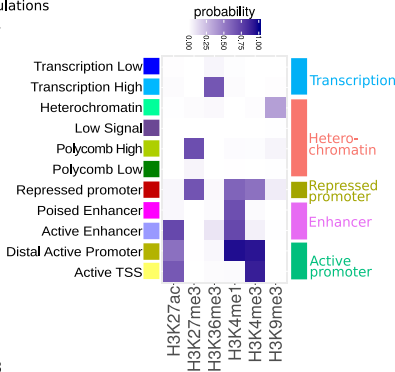 ulations
probability
0.00 0.25 0.50 0.75 1.00
Transcription Low
Transcription High
Heterochromatin
Low Signal
Polycomb High
Polycomb Low
Repressed promoter
Poised Enhancer
Active Enhancer
Distal Active Promoter
Active TSS
Transcription
Hetero-
chromatin
Repressed
promoter
Enhancer
Active
promoter
H3K27ac
H3K27me3
H3K36me3
H3K4me1
H3K4me3
H3K9me3